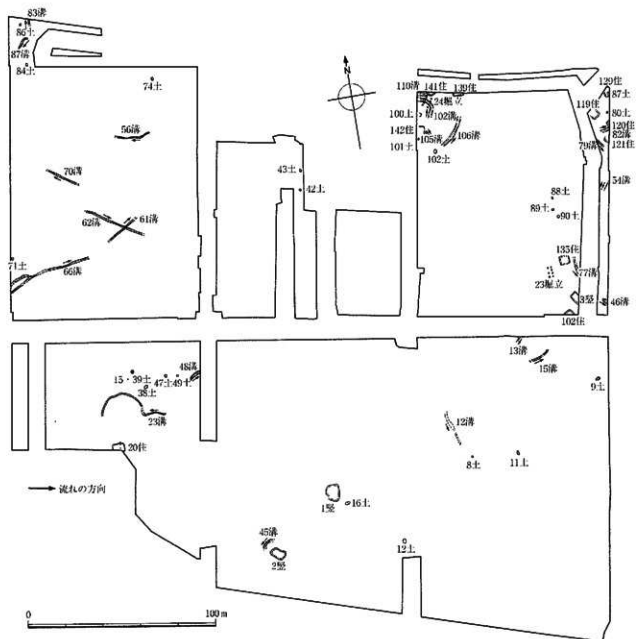 83溝
86土
87溝
84土
74土
56溝
70溝
62溝
61溝
71土
66溝
43土
42土
N
110溝
141住
139住
24掘立
100土
102溝
142住
105溝
106溝
101土
102土
129住
87土
119住
80土
120住
82溝
79溝
121住
54溝
88土
89土
90土
135住
77溝
23掘立
3竪
46溝
102住
48溝
15・39土
47土
49土
38土
23溝
20住
流れの方向
13溝
15溝
9土
12溝
8土
11土
1竪
16土
45溝
2竪
12土
0
100m